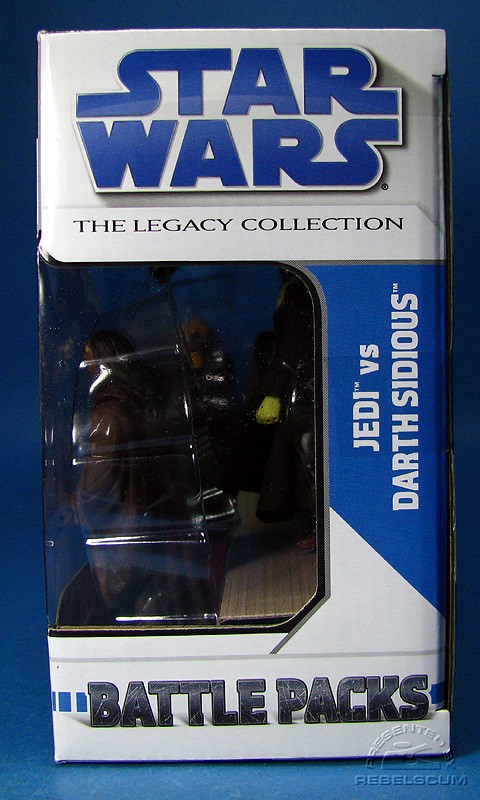 STAR
WARS®
THE LEGACY COLLECTION
JEDI™ vs
DARTH SIDIOUS™
BATTLE PACKS
PRESENTED BY
REBELSCUM